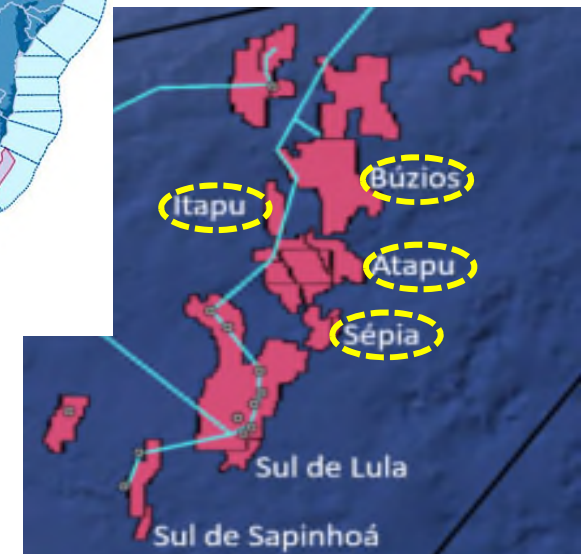 Búzios
Itapu
Atapu
Sépia
Sul de Lula
Sul de Sapinhoá